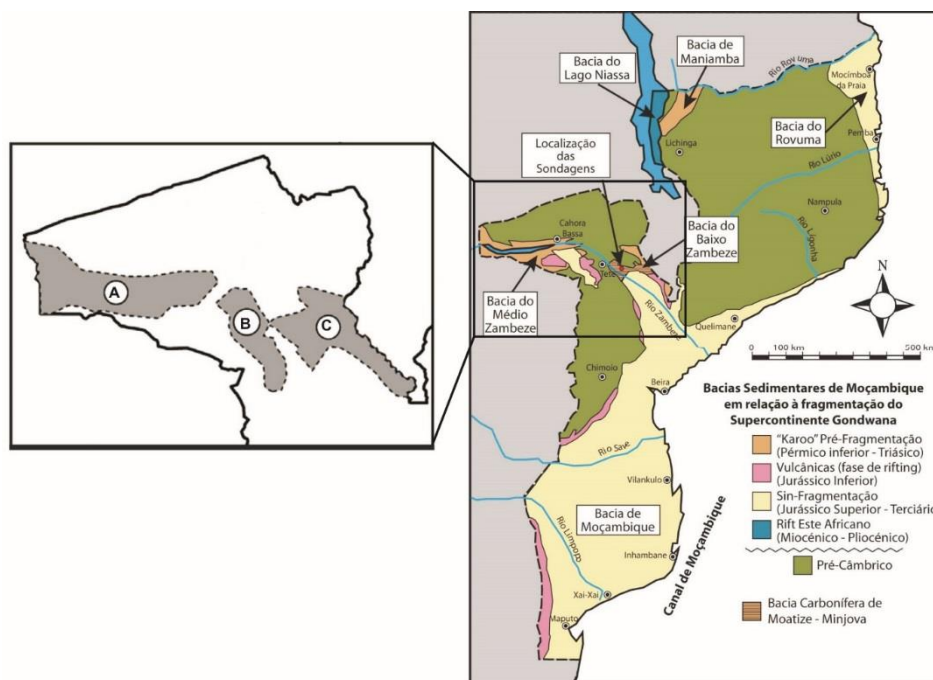 A
B
C
Bacia de
Maniamba
Bacia do
Lago Niassa
Rio Rovuma
Mocímboa
da Praia
Bacia do
Rovuma
Localização
das
Sondagens
Lichinga
Pemba
Rio Lúrio
Nampula
Rio Ligonha
Cahora
Bassa
Tete
Bacia do
Baixo
Zambeze
Bacia do
Médio
Zambeze
Rio Zambeze
Quelimane
N
0 100 km
500 km
Chimoio
Beira
Bacias Sedimentares de Moçambique
em relação à fragmentação do
Supercontinente Gondwana
"Karoo" Pré-Fragmentação
(Pérmico inferior - Triásico)
Vulcânicas (fase de rifting)
(Jurássico Inferior)
Sin-Fragmentação
(Jurássico Superior - Terciário)
Rift Este Africano
(Miocénico - Pliocénico)
Pré-Câmbrico
Bacia Carbonífera de
Moatize - Minjova
Rio Save
Vilankulo
Bacia de
Moçambique
Rio Limpopo
Inhambane
Canal de Moçambique
Xai-Xai
Maputo